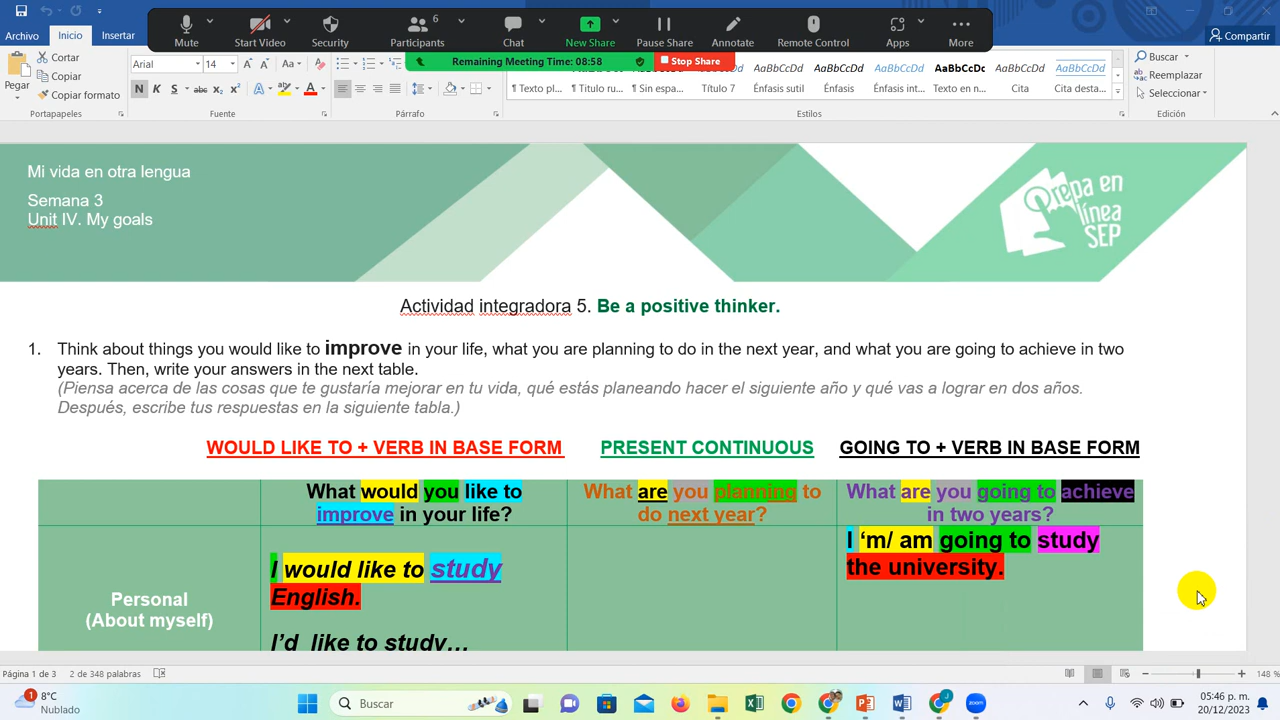 Mute
Start Video
Security
6
Participants
Chat
New Share
Pause Share
Annotate
Remote Control
Apps
More
Remaining Meeting Time: 08:58
Stop Share
Archivo
Inicio
Insertar
Compartir
Pegar
Cortar
Copiar
Copiar formato
Portapapeles
Arial
14
Aa
N K S abc x₂ x²
Fuente
Párrafo
AaBbCcDd AaBbCcDd AaBbCcDd AaBbCcDc AaBbCcDd AaBbCcDd
¶ Texto pl...
¶ Titulo ru...
¶ Sin espa...
Título 7
Énfasis sutil
Énfasis
Énfasis int...
Texto en n...
Cita
Cita desta...
Estilos
Buscar
Reemplazar
Seleccionar
Edición
Mi vida en otra lengua
Semana 3
Unit IV. My goals
Prepa en
línea
SEP
Actividad integradora 5. Be a positive thinker.
1. Think about things you would like to improve in your life, what you are planning to do in the next year, and what you are going to achieve in two
years. Then, write your answers in the next table.
(Piensa acerca de las cosas que te gustaría mejorar en tu vida, qué estás planeando hacer el siguiente año y qué vas a lograr en dos años.
Después, escribe tus respuestas en la siguiente tabla.)
WOULD LIKE TO + VERB IN BASE FORM
PRESENT CONTINUOUS
GOING TO + VERB IN BASE FORM
What would you like to
improve in your life?
What are you planning to
do next year?
What are you going to achieve
in two years?
Personal
(About myself)
I would like to study
English.
I'd like to study...
I 'm/ am going to study
the university.
Página 1 de 3
2 de 348 palabras
148 %
1
8°C
Nublado
Buscar
05:46 p. m.
20/12/2023